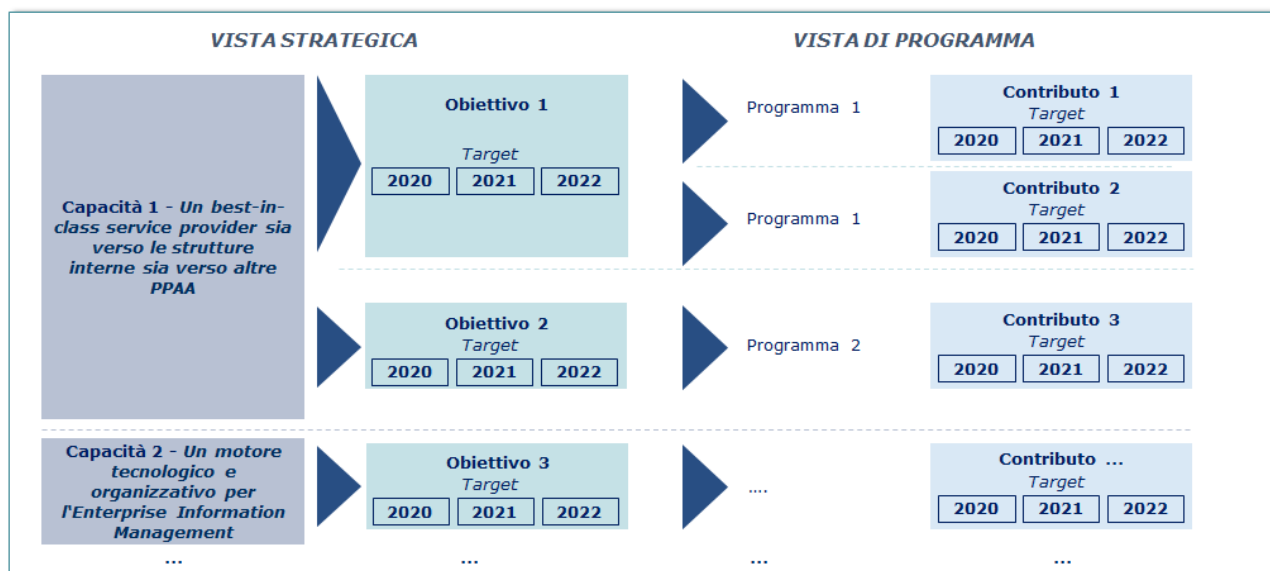 VISTA STRATEGICA
VISTA DI PROGRAMMA
Capacità 1 - Un best-in-
class service provider sia
verso le strutture
interne sia verso altre
PPAA
Obiettivo 1
Target
2020 2021 2022
Programma 1
Contributo 1
Target
2020 2021 2022
Programma 1
Contributo 2
Target
2020 2021 2022
Obiettivo 2
Target
2020 2021 2022
Programma 2
Contributo 3
Target
2020 2021 2022
Capacità 2 - Un motore
tecnologico e
organizzativo per
l'Enterprise Information
Management
Obiettivo 3
Target
2020 2021 2022
....
Contributo ...
Target
2020 2021 2022
... ... ... ...